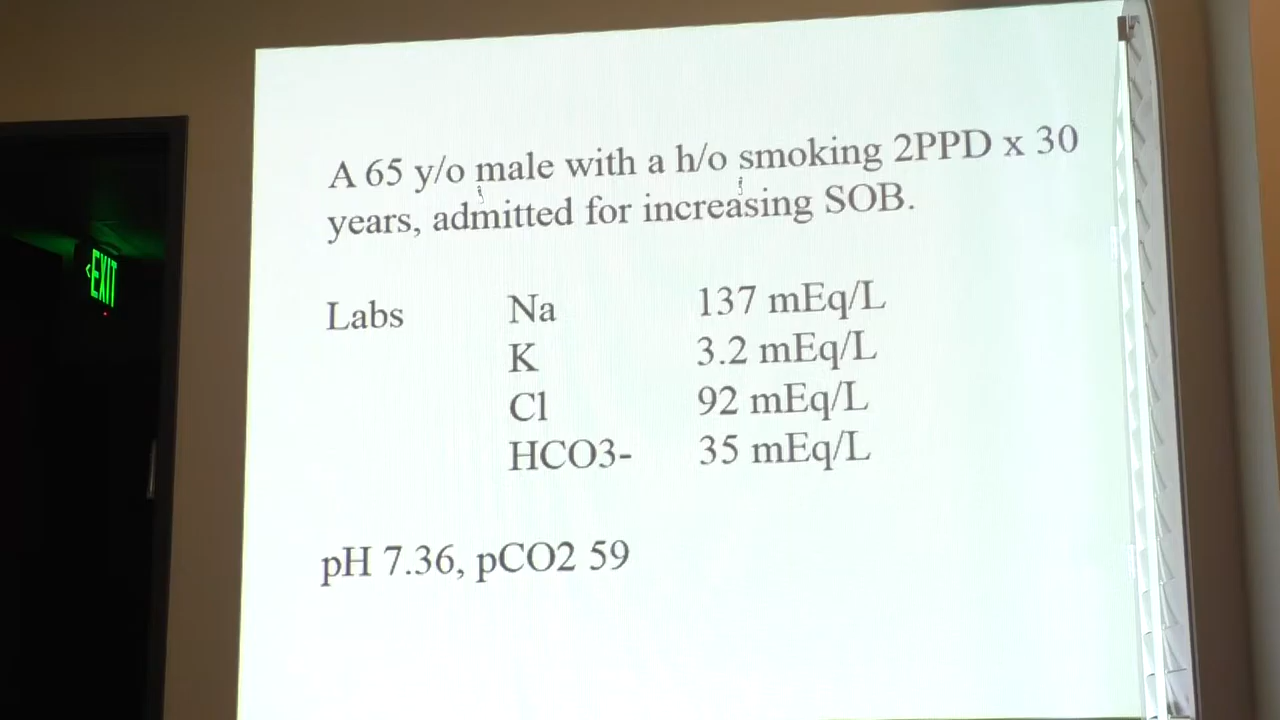 A 65 y/o male with a h/o smoking 2PPD x 30
years, admitted for increasing SOB.
Labs Na 137 mEq/L
K 3.2 mEq/L
Cl 92 mEq/L
HCO3- 35 mEq/L
pH 7.36, pCO2 59
<EXIT